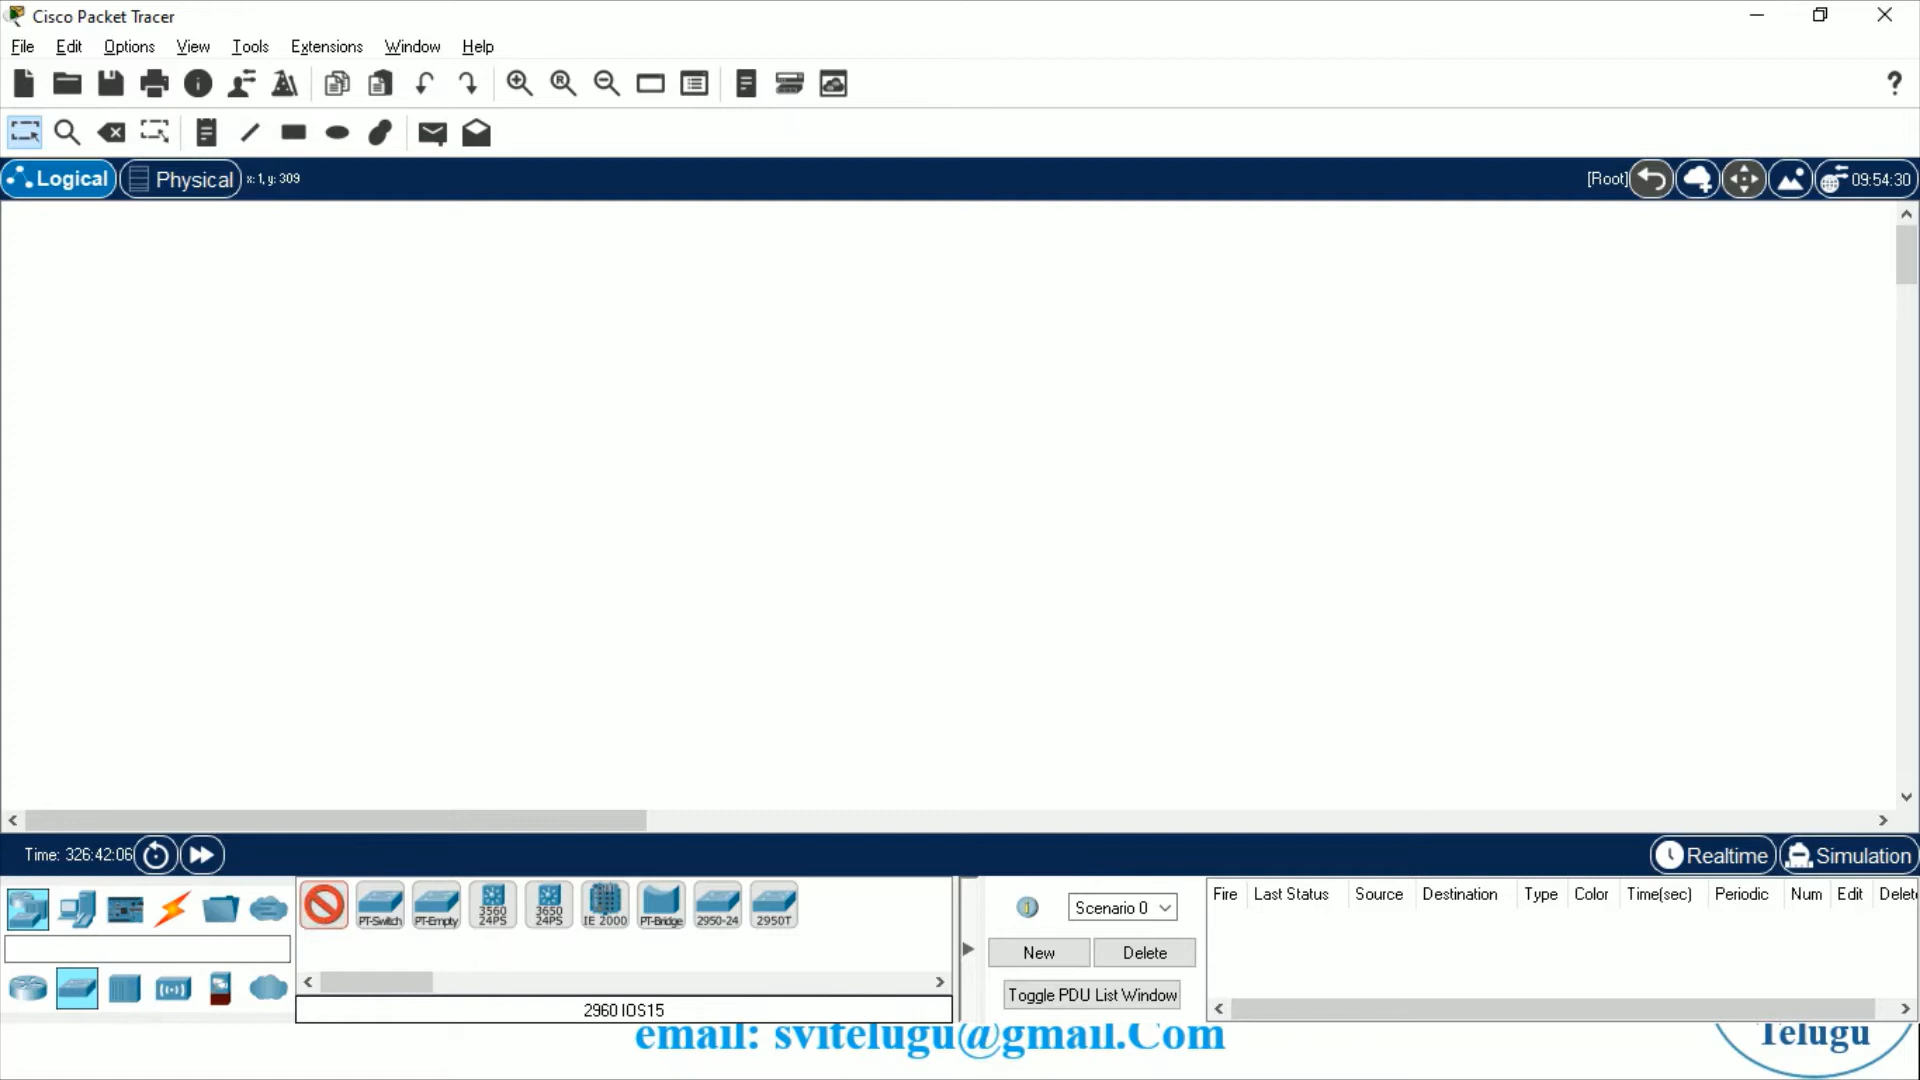 Cisco Packet Tracer
File Edit Options View Tools Extensions Window Help
Logical Physical x: 1, y: 309 [Root] 09:54:30
Time: 326:42:06 Realtime Simulation
PT-Switch PT-Empty 3560 24PS 3650 24PS IE 2000 PT-Bridge 2950-24 2950T
2960 IOS15
Scenario 0
New Delete
Toggle PDU List Window
Fire Last Status Source Destination Type Color Time(sec) Periodic Num Edit Delet
email: svitelugu@gmail.Com
Telugu